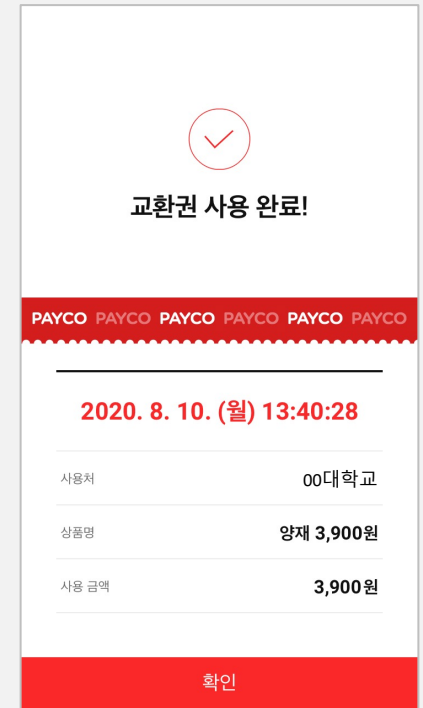 교환권 사용 완료!
PAYCO PAYCO PAYCO PAYCO PAYCO PAYCO
2020. 8. 10. (월) 13:40:28
사용처 00대학교
상품명 양재 3,900원
사용 금액 3,900원
확인